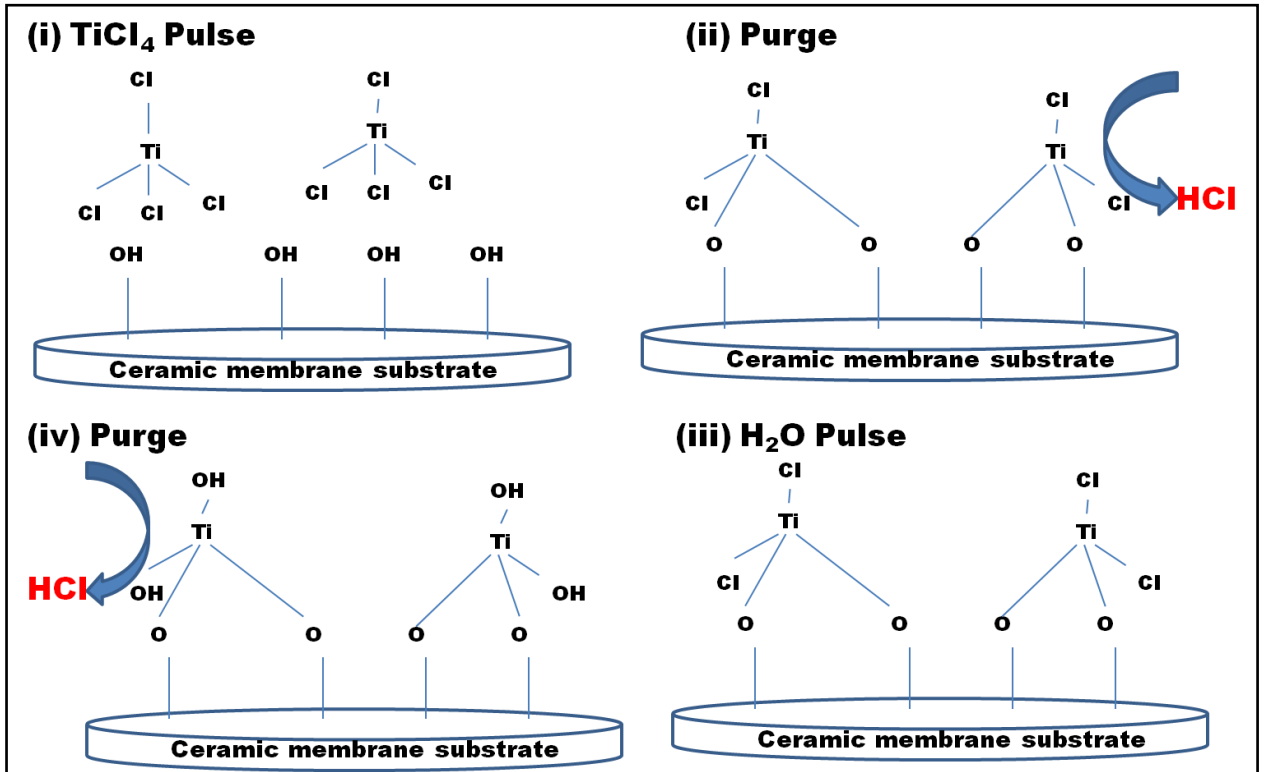 (i) TiCl₄ Pulse
Cl
Cl
Ti
Ti
Cl
Cl
Cl
Cl
Cl
Cl
OH
OH
OH
OH
Ceramic membrane substrate
(ii) Purge
Cl
Cl
Ti
Ti
Cl
Cl
HCl
O
O
O
O
Ceramic membrane substrate
(iv) Purge
OH
OH
Ti
Ti
HCl
OH
OH
O
O
O
O
Ceramic membrane substrate
(iii) H₂O Pulse
Cl
Cl
Ti
Ti
Cl
Cl
O
O
O
O
Ceramic membrane substrate